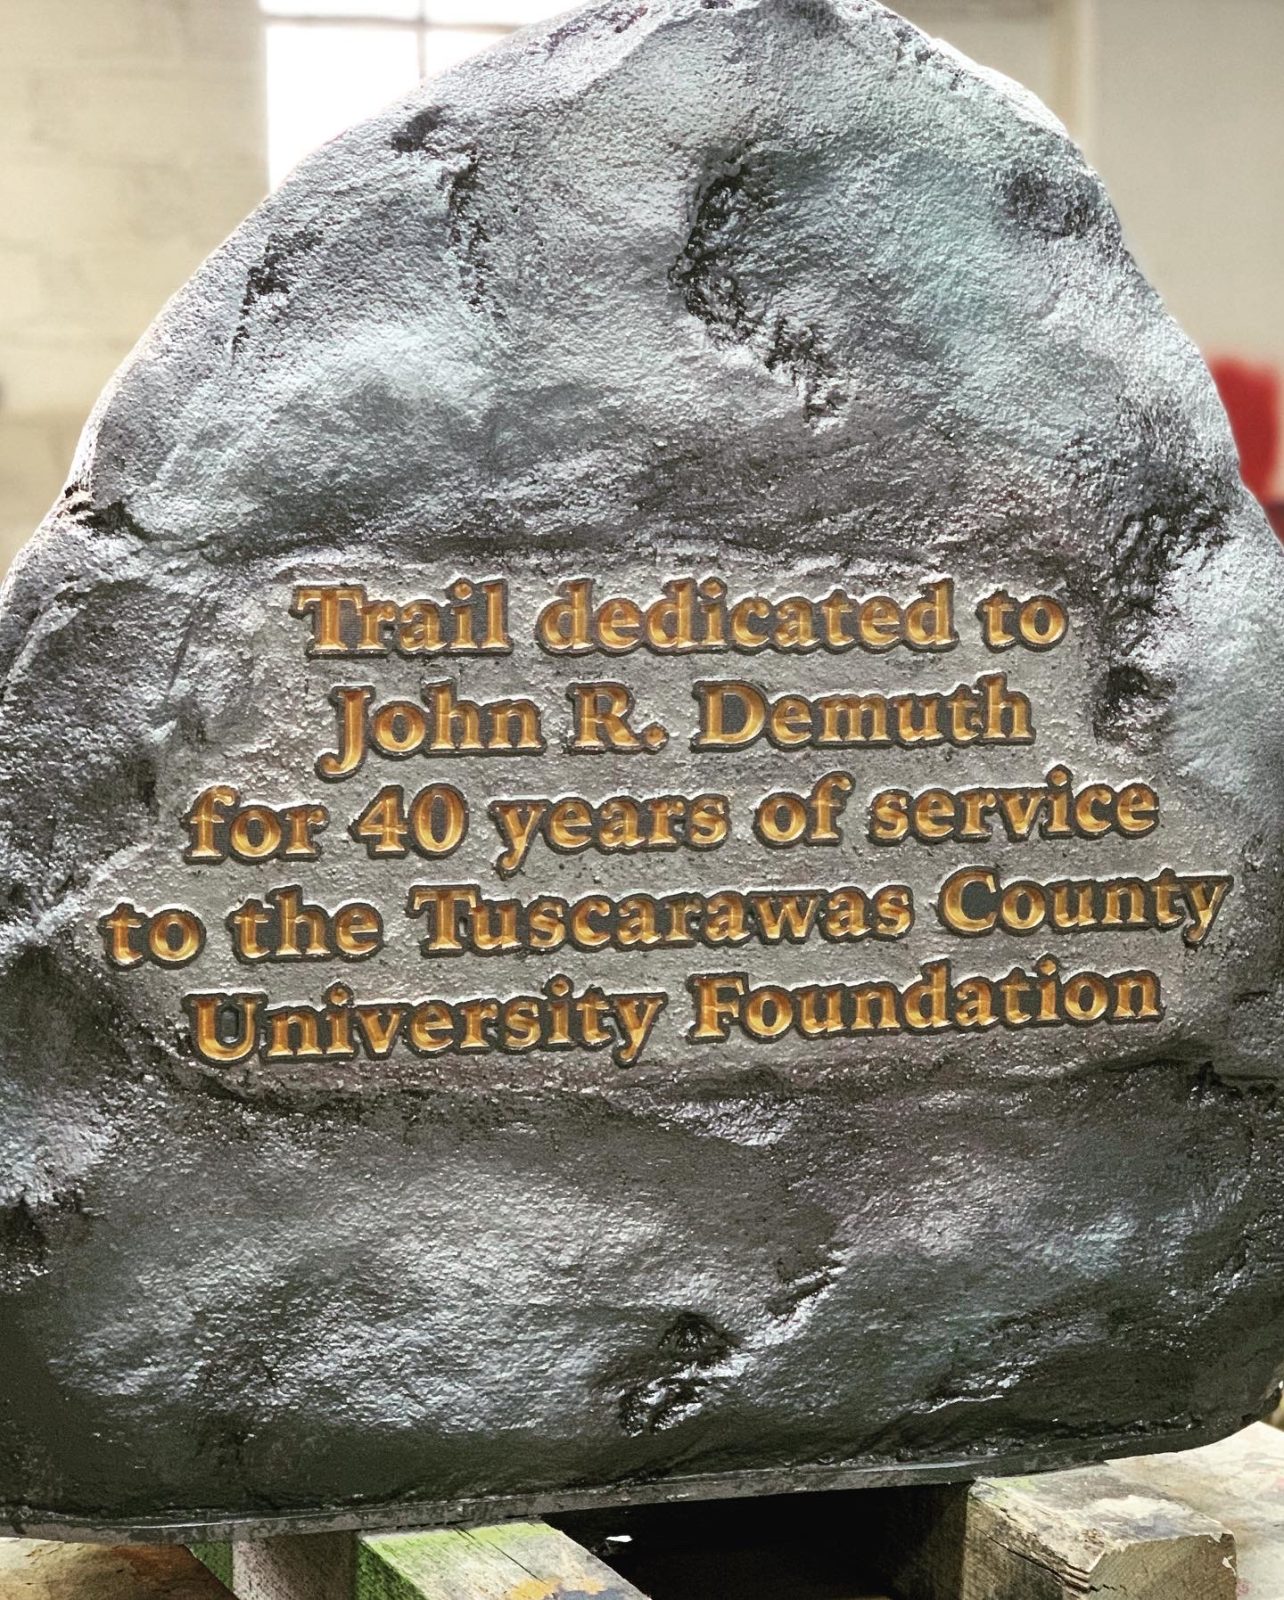 Trail dedicated to
John R. Demuth
for 40 years of service
to the Tuscarawas County
University Foundation